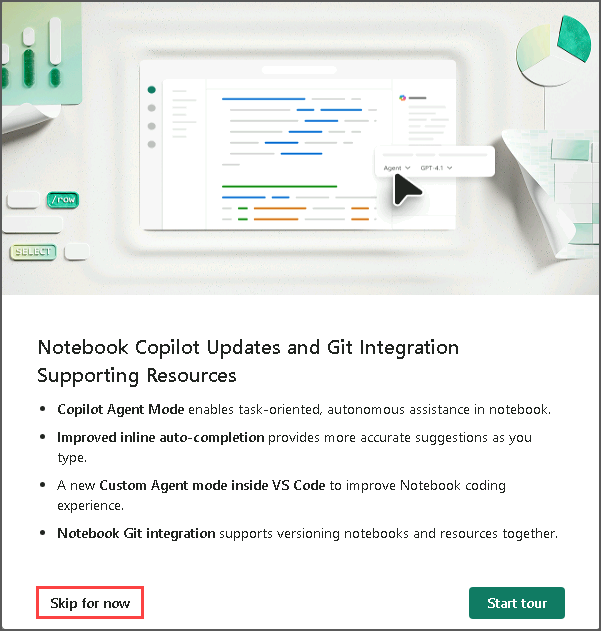 Agent GPT-4.1
/row
SELECT
Notebook Copilot Updates and Git Integration
Supporting Resources
• Copilot Agent Mode enables task-oriented, autonomous assistance in notebook.
• Improved inline auto-completion provides more accurate suggestions as you
type.
• A new Custom Agent mode inside VS Code to improve Notebook coding
experience.
• Notebook Git integration supports versioning notebooks and resources together.
Skip for now Start tour